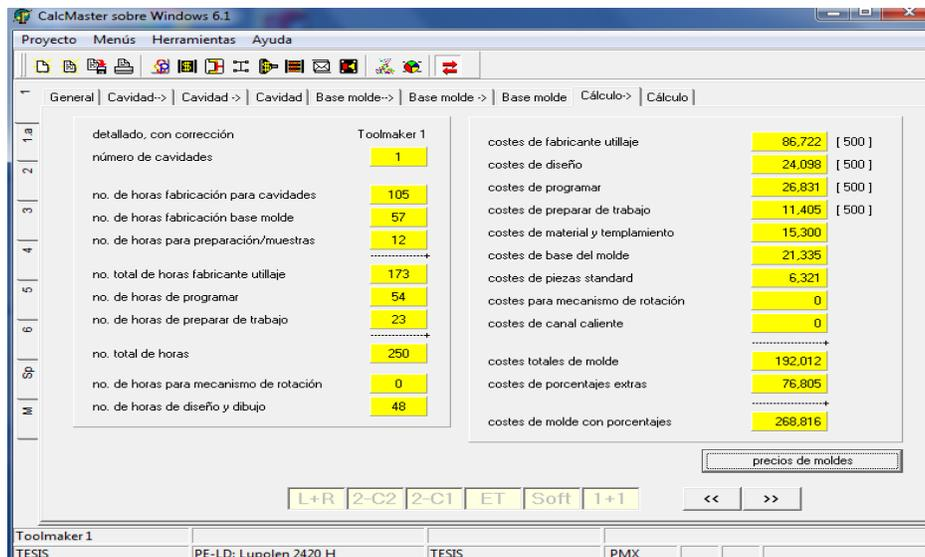 CalcMaster sobre Windows 6.1
Proyecto Menús Herramientas Ayuda
General Cavidad--> Cavidad -> Cavidad Base molde--> Base molde -> Base molde Cálculo-> Cálculo
1
1.a
2
3
4
5
6
Sp
M
detallado, con corrección Toolmaker 1
número de cavidades 1
no. de horas fabricación para cavidades 105
no. de horas fabricación base molde 57
no. de horas para preparación/muestras 12
no. total de horas fabricante utillaje 173
no. de horas de programar 54
no. de horas de preparar de trabajo 23
no. total de horas 250
no. de horas para mecanismo de rotación 0
no. de horas de diseño y dibujo 48
costes de fabricante utillaje 86,722 [ 500 ]
costes de diseño 24,098 [ 500 ]
costes de programar 26,831 [ 500 ]
costes de preparar de trabajo 11,405 [ 500 ]
costes de material y templamiento 15,300
costes de base del molde 21,335
costes de piezas standard 6,321
costes para mecanismo de rotación 0
costes de canal caliente 0
costes totales de molde 192,012
costes de porcentajes extras 76,805
costes de molde con porcentajes 268,816
precios de moldes
L+R 2-C2 2-C1 ET Soft 1+1 << >>
Toolmaker 1
TESIS PE-LD: Lupolen 2420 H TESIS PMX